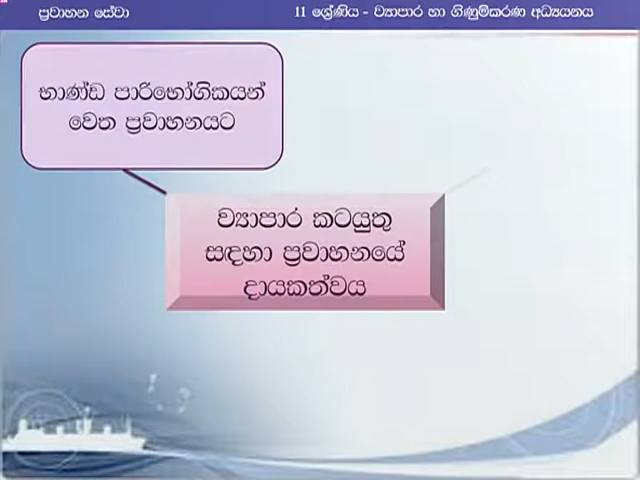 ප්‍රවාහන සේවා
11 ශ්‍රේණිය - ව්‍යාපාර හා ගිණුම්කරණ අධ්‍යයනය
භාණ්ඩ පාරිභෝගිකයන්
වෙත ප්‍රවාහනයට
ව්‍යාපාර කටයුතු
සඳහා ප්‍රවාහනයේ
දායකත්වය